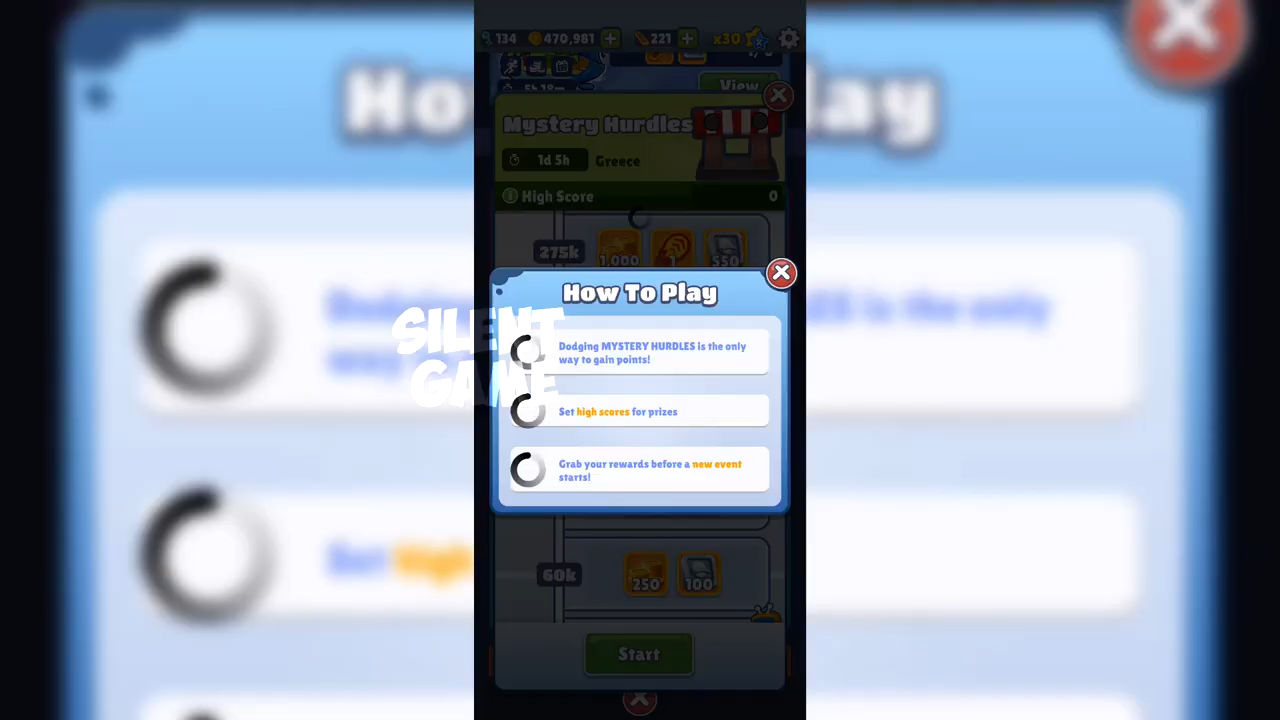 134
470,981
221
x30
5h 18m
View
Mystery Hurdles
1d 5h
Greece
High Score
0
275k
1,000
1
550
How To Play
Dodging MYSTERY HURDLES is the only
way to gain points!
Set high scores for prizes
Grab your rewards before a new event
starts!
SILENT
GAME
60k
250
100
Start